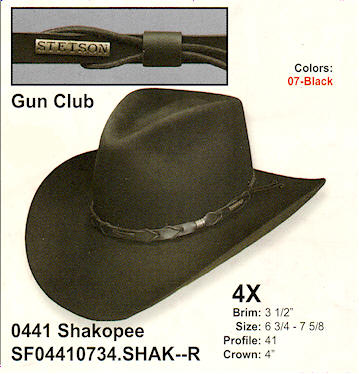 STETSON
Gun Club
Colors:
07-Black
4X
Brim: 3 1/2"
Size: 6 3/4 - 7 5/8
Profile: 41
Crown: 4"
0441 Shakopee
SF04410734.SHAK--R